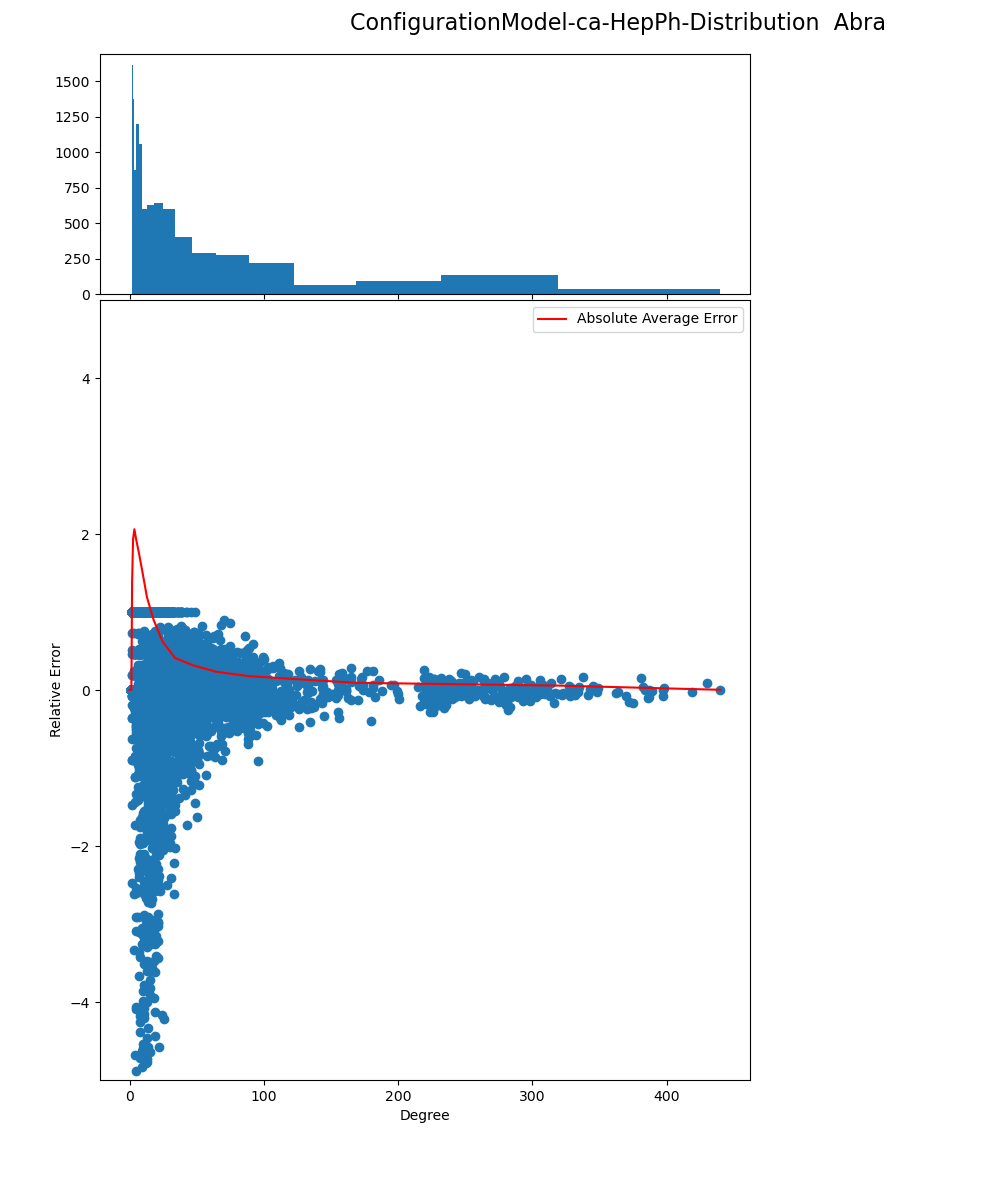 ConfigurationModel-ca-HepPh-Distribution  Abra
1500
1250
1000
750
500
250
0
Absolute Average Error
4
2
0
−2
−4
Relative Error
0 100 200 300 400
Degree